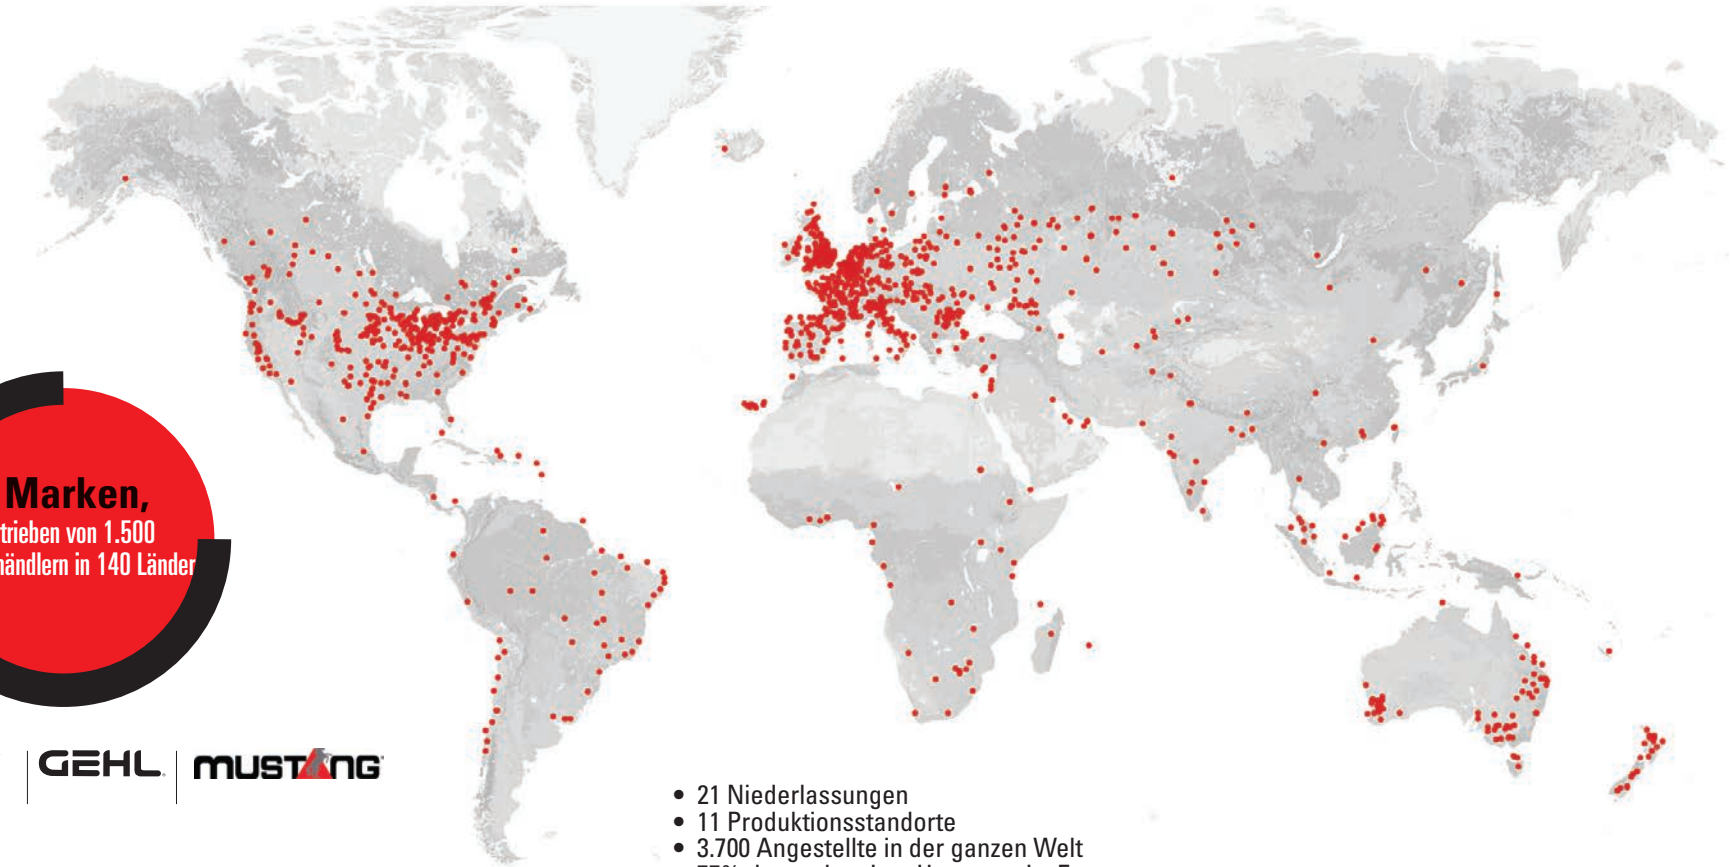 Marken,
trieben von 1.500
händlern in 140 Länder
GEHL
MUSTANG
• 21 Niederlassungen
• 11 Produktionsstandorte
• 3.700 Angestellte in der ganzen Welt